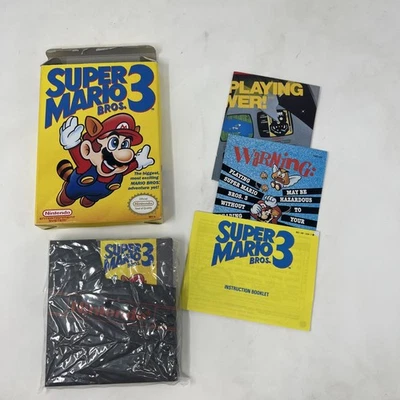 SUPER
MARIO 3
BROS.
The biggest,
most exciting
MARIO BROS.
adventure yet!
Nintendo
PLAYING
WARNING:
PLAYING
SUPER MARIO
BROS. 3
WITHOUT
MAY BE
HAZARDOUS
TO
YOUR
SUPER
MARIO 3
BROS.
INSTRUCTION BOOKLET
SUPER
MARIO 3
BROS.